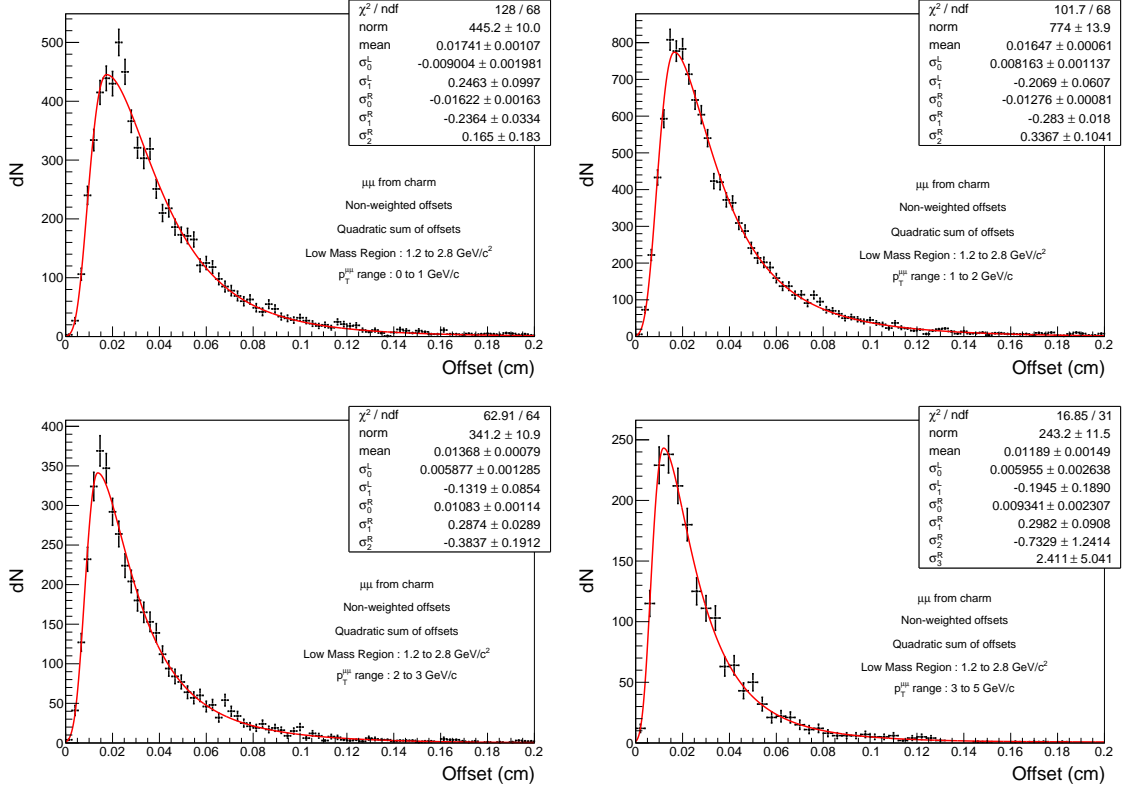 χ² / ndf 128 / 68
norm 445.2 ± 10.0
mean 0.01741 ± 0.00107
σ₀ᴸ -0.009004 ± 0.001981
σ₁ᴸ 0.2463 ± 0.0997
σ₀ᴿ -0.01622 ± 0.00163
σ₁ᴿ -0.2364 ± 0.0334
σ₂ᴿ 0.165 ± 0.183
dN
500
400
300
200
100
0
μμ from charm
Non-weighted offsets
Quadratic sum of offsets
Low Mass Region : 1.2 to 2.8 GeV/c²
p_T^μμ range : 0 to 1 GeV/c
0 0.02 0.04 0.06 0.08 0.1 0.12 0.14 0.16 0.18 0.2
Offset (cm)
χ² / ndf 101.7 / 68
norm 774 ± 13.9
mean 0.01647 ± 0.00061
σ₀ᴸ 0.008163 ± 0.001137
σ₁ᴸ -0.2069 ± 0.0607
σ₀ᴿ -0.01276 ± 0.00081
σ₁ᴿ -0.283 ± 0.018
σ₂ᴿ 0.3367 ± 0.1041
dN
800
700
600
500
400
300
200
100
0
μμ from charm
Non-weighted offsets
Quadratic sum of offsets
Low Mass Region : 1.2 to 2.8 GeV/c²
p_T^μμ range : 1 to 2 GeV/c
0 0.02 0.04 0.06 0.08 0.1 0.12 0.14 0.16 0.18 0.2
Offset (cm)
χ² / ndf 62.91 / 64
norm 341.2 ± 10.9
mean 0.01368 ± 0.00079
σ₀ᴸ 0.005877 ± 0.001285
σ₁ᴸ -0.1319 ± 0.0854
σ₀ᴿ 0.01083 ± 0.00114
σ₁ᴿ 0.2874 ± 0.0289
σ₂ᴿ -0.3837 ± 0.1912
dN
400
350
300
250
200
150
100
50
0
μμ from charm
Non-weighted offsets
Quadratic sum of offsets
Low Mass Region : 1.2 to 2.8 GeV/c²
p_T^μμ range : 2 to 3 GeV/c
0 0.02 0.04 0.06 0.08 0.1 0.12 0.14 0.16 0.18 0.2
Offset (cm)
χ² / ndf 16.85 / 31
norm 243.2 ± 11.5
mean 0.01189 ± 0.00149
σ₀ᴸ 0.005955 ± 0.002638
σ₁ᴸ -0.1945 ± 0.1890
σ₀ᴿ 0.009341 ± 0.002307
σ₁ᴿ 0.2982 ± 0.0908
σ₂ᴿ -0.7329 ± 1.2414
σ₃ᴿ 2.411 ± 5.041
dN
250
200
150
100
50
0
μμ from charm
Non-weighted offsets
Quadratic sum of offsets
Low Mass Region : 1.2 to 2.8 GeV/c²
p_T^μμ range : 3 to 5 GeV/c
0 0.02 0.04 0.06 0.08 0.1 0.12 0.14 0.16 0.18 0.2
Offset (cm)